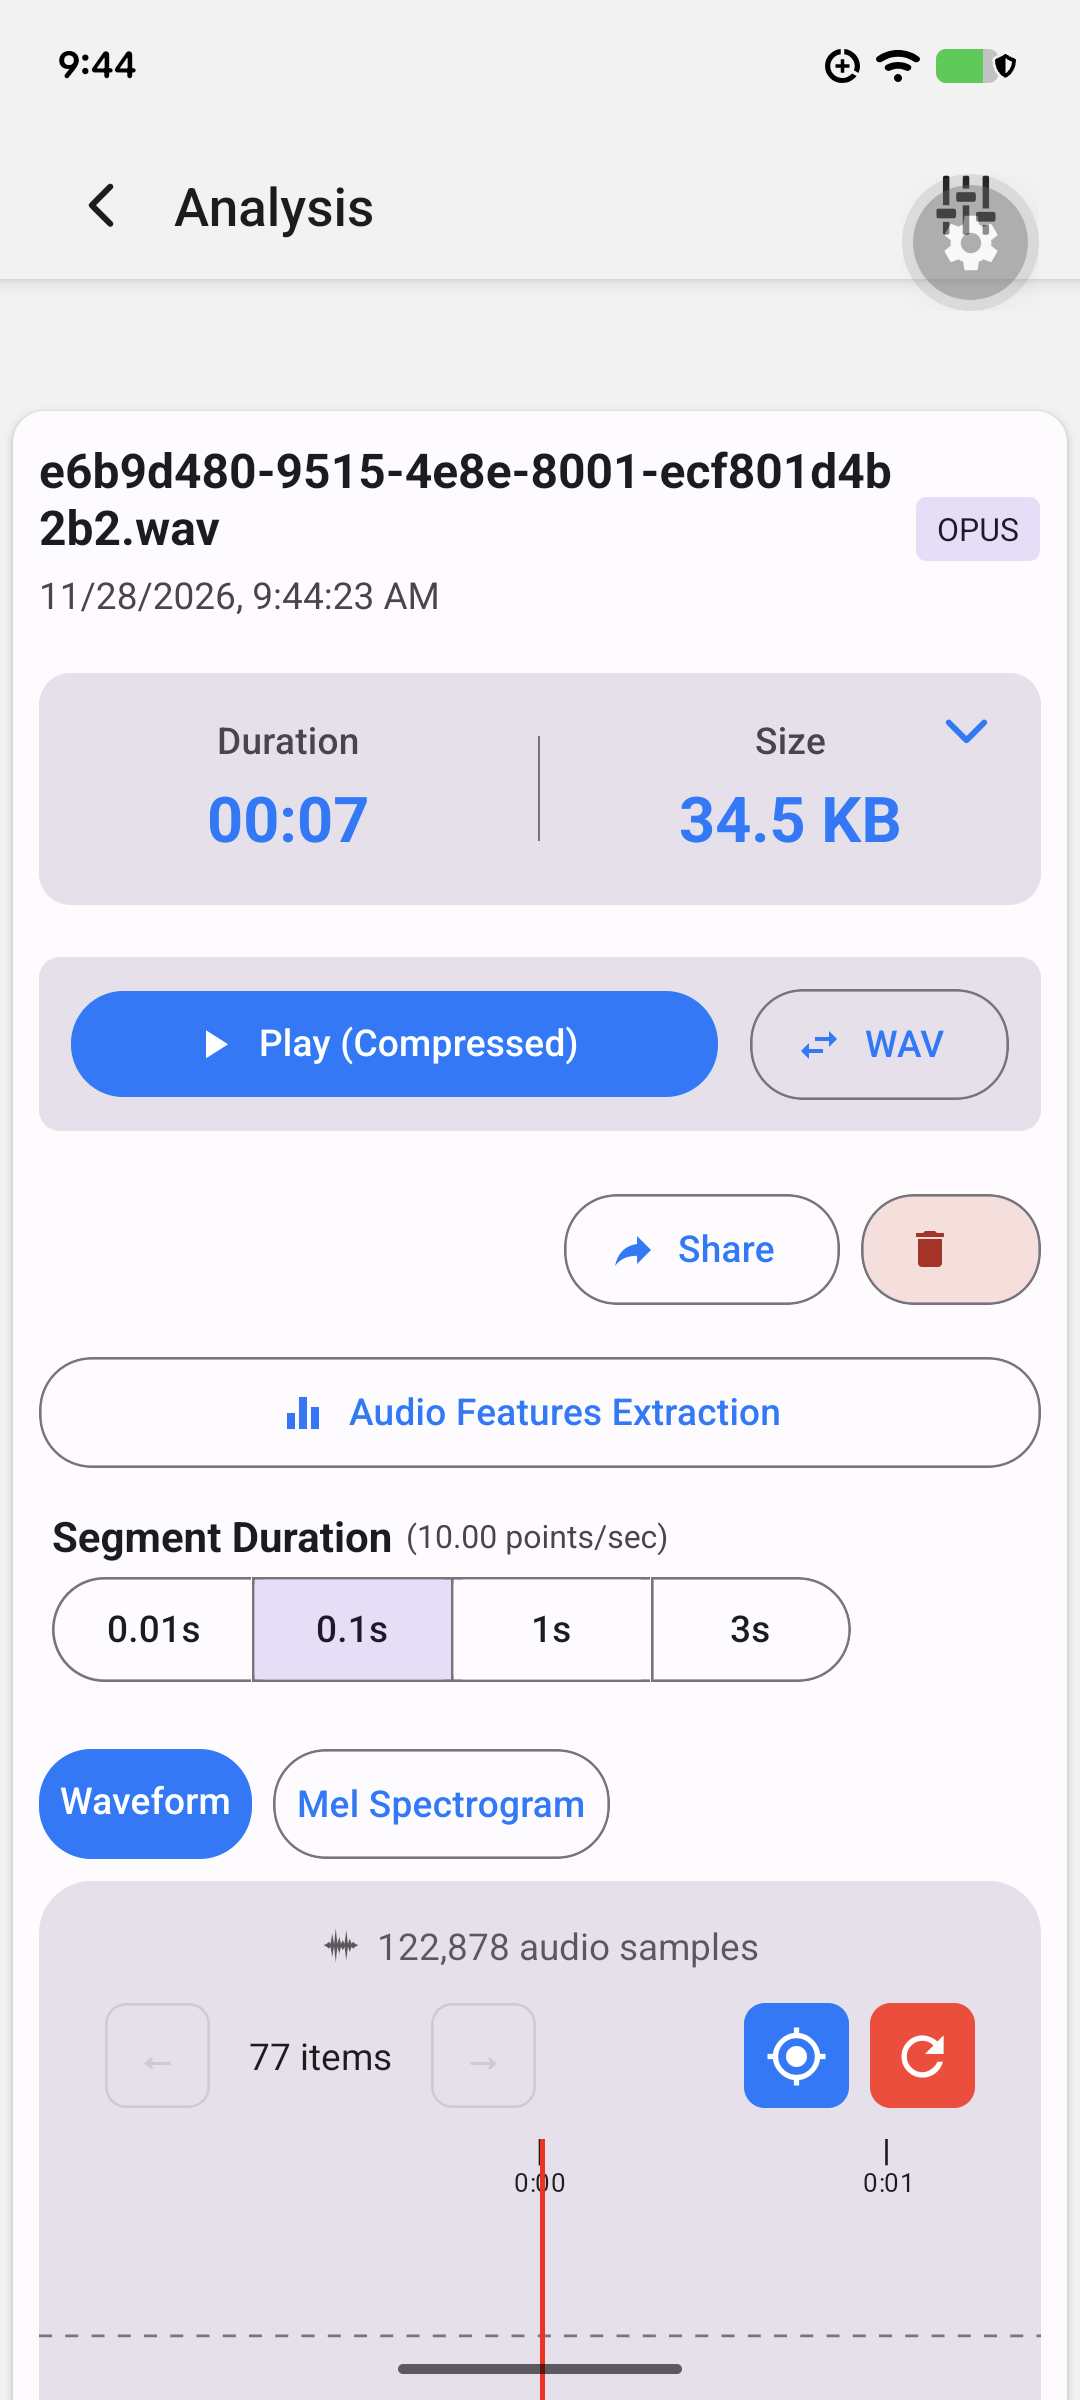 9:44
Analysis
e6b9d480-9515-4e8e-8001-ecf801d4b
2b2.wav
OPUS
11/28/2026, 9:44:23 AM
Duration
Size
00:07
34.5 KB
Play (Compressed)
WAV
Share
Audio Features Extraction
Segment Duration (10.00 points/sec)
0.01s
0.1s
1s
3s
Waveform
Mel Spectrogram
122,878 audio samples
←
77 items
→
0:00
0:01